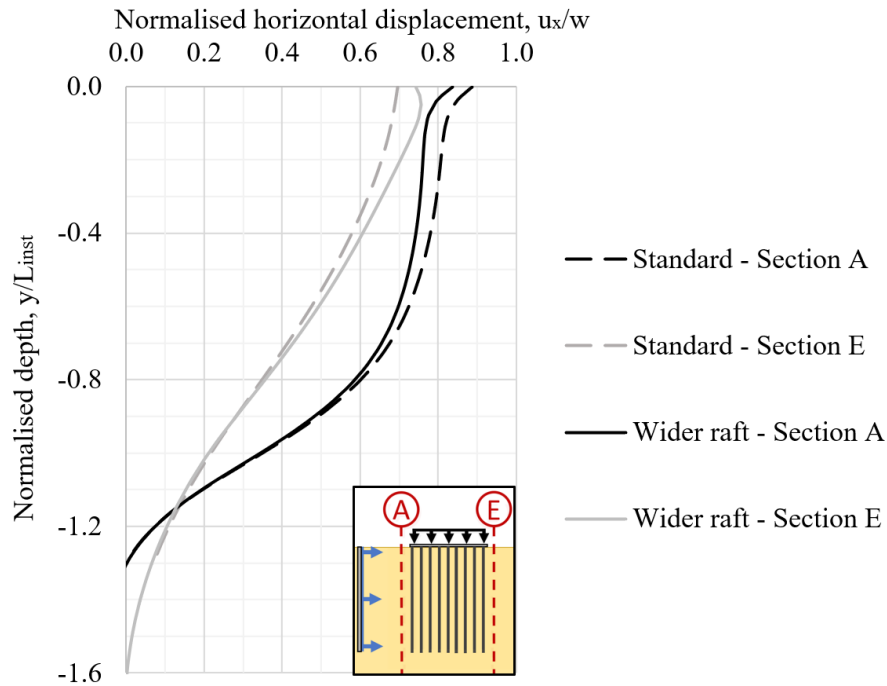 Normalised horizontal displacement, uₓ/w
0.0 0.2 0.4 0.6 0.8 1.0
0.0
-0.4
-0.8
-1.2
-1.6
Normalised depth, y/Linst
Standard - Section A
Standard - Section E
Wider raft - Section A
Wider raft - Section E
A E